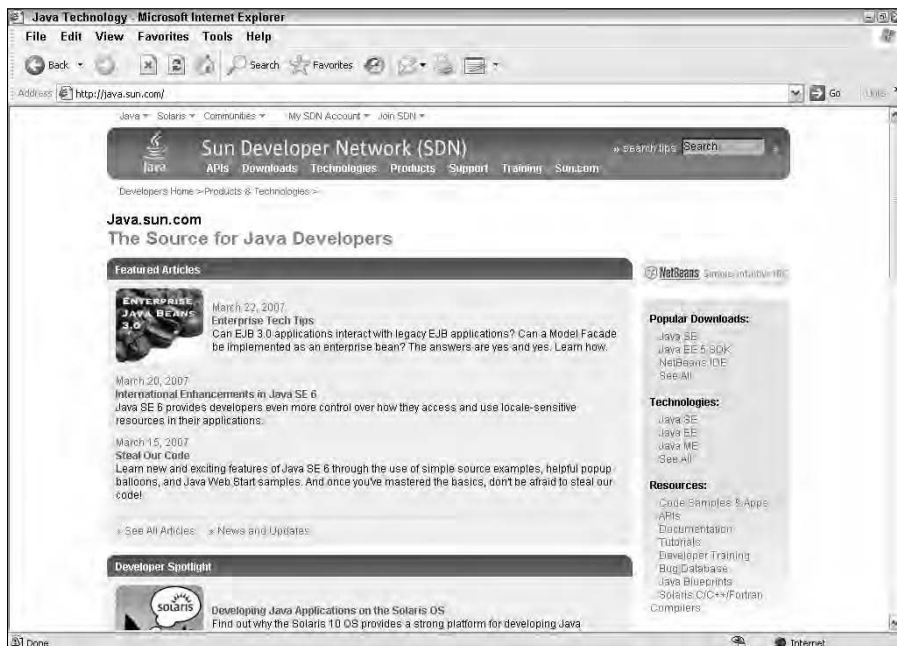 Java Technology - Microsoft Internet Explorer
File Edit View Favorites Tools Help
Back Search Favorites
Address http://java.sun.com/ Go Links
Java Solaris Communities My SDN Account Join SDN
Java
Sun Developer Network (SDN)
» search tips Search
APIs Downloads Technologies Products Support Training Sun.com
Developers Home > Products & Technologies >
Java.sun.com
The Source for Java Developers
Featured Articles
ENTERPRISE JAVA BEANS 3.0
March 22, 2007
Enterprise Tech Tips
Can EJB 3.0 applications interact with legacy EJB applications? Can a Model Facade
be implemented as an enterprise bean? The answers are yes and yes. Learn how.
March 20, 2007
International Enhancements in Java SE 6
Java SE 6 provides developers even more control over how they access and use locale-sensitive
resources in their applications.
March 15, 2007
Steal Our Code
Learn new and exciting features of Java SE 6 through the use of simple source examples, helpful popup
balloons, and Java Web Start samples. And once you've mastered the basics, don't be afraid to steal our
code!
» See All Articles » News and Updates
Developer Spotlight
solaris
Developing Java Applications on the Solaris OS
Find out why the Solaris 10 OS provides a strong platform for developing Java
NetBeans Simple intuitive IDE
Popular Downloads:
Java SE
Java EE 5 SDK
NetBeans IDE
See All
Technologies:
Java SE
Java EE
Java ME
See All
Resources:
Code Samples & Apps
APIs
Documentation
Tutorials
Developer Training
Bug Database
Java Blueprints
Solaris C/C++/Fortran
Compilers
Done Internet